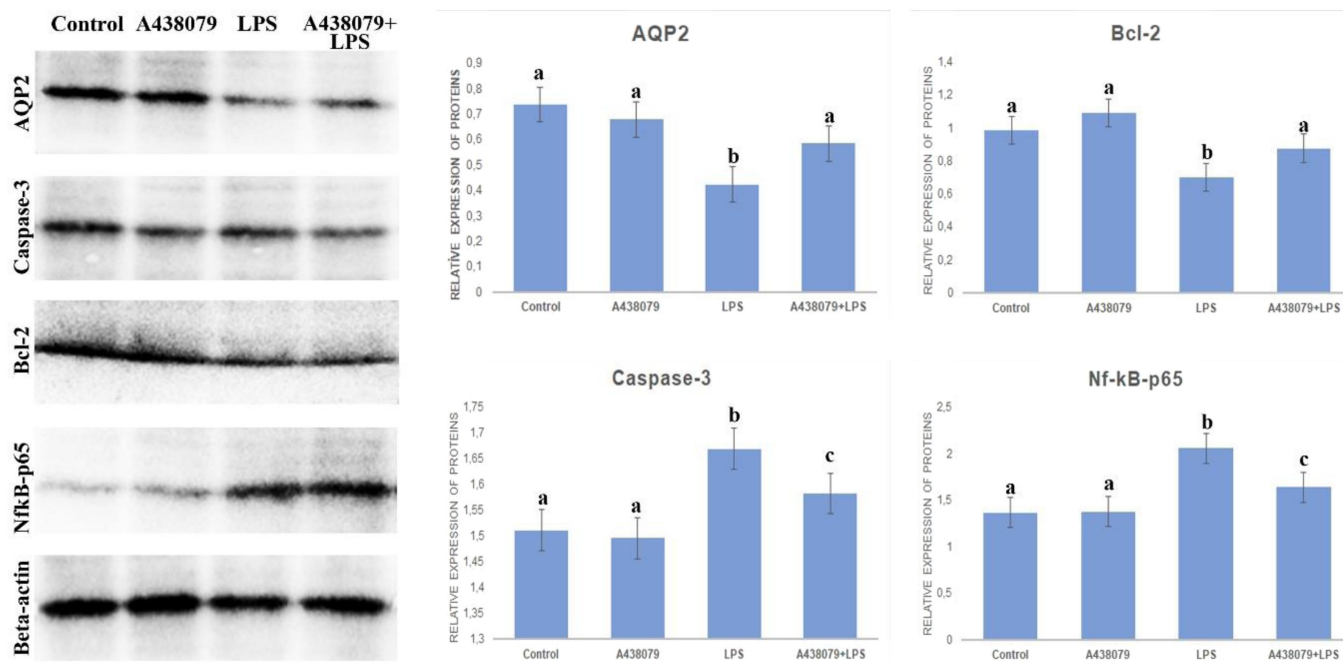 Control A438079 LPS A438079+
LPS
AQP2
Caspase-3
Bcl-2
NfkB-p65
Beta-actin
AQP2
RELATIVE EXPRESSION OF PROTEINS
0,9
0,8
0,7
0,6
0,5
0,4
0,3
0,2
0,1
0
a
a
b
a
Control A438079 LPS A438079+LPS
Bcl-2
RELATIVE EXPRESSION OF PROTEINS
1,4
1,2
1
0,8
0,6
0,4
0,2
0
a
a
b
a
Control A438079 LPS A438079+LPS
Caspase-3
RELATIVE EXPRESSION OF PROTEINS
1,75
1,7
1,65
1,6
1,55
1,5
1,45
1,4
1,35
1,3
a
a
b
c
Control A438079 LPS A438079+LPS
Nf-kB-p65
RELATIVE EXPRESSION OF PROTEINS
2,5
2
1,5
1
0,5
0
a
a
b
c
Control A438079 LPS A438079+LPS